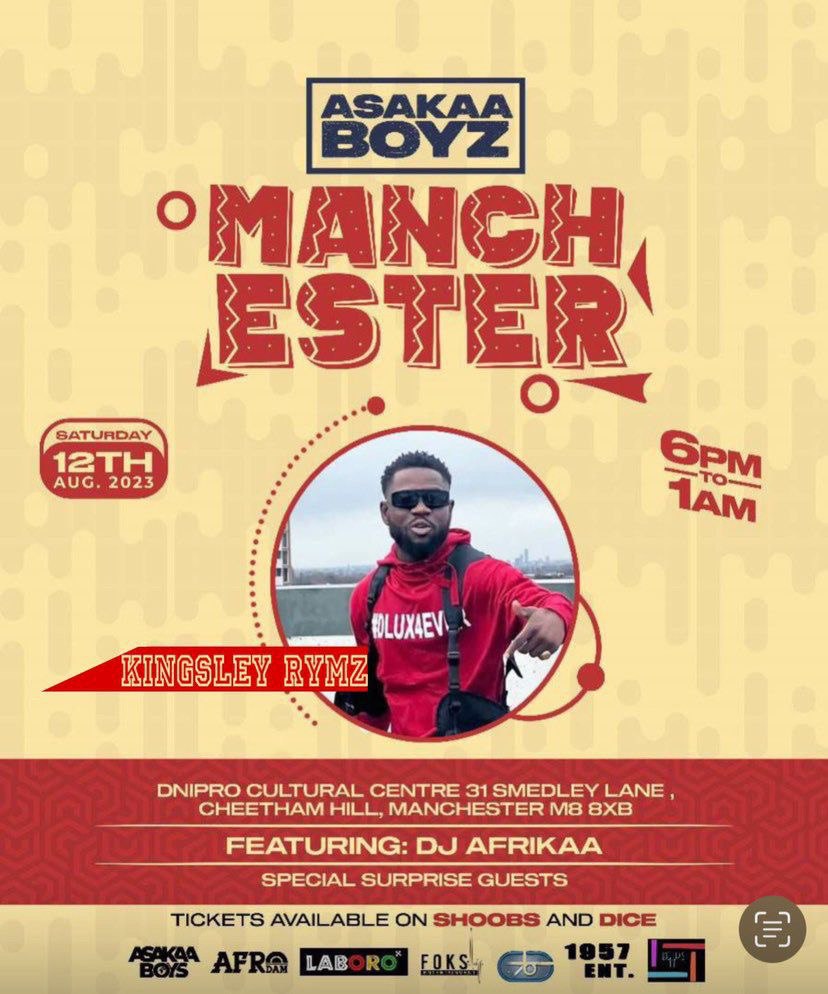 ASAKAA
BOYZ
MANCH
ESTER
SATURDAY
12TH
AUG. 2023
6PM
TO
1AM
KINGSLEY RYMZ
DNIPRO CULTURAL CENTRE 31 SMEDLEY LANE ,
CHEETHAM HILL, MANCHESTER M8 8XB
FEATURING: DJ AFRIKAA
SPECIAL SURPRISE GUESTS
TICKETS AVAILABLE ON SHOOBS AND DICE
ASAKAA
BOYS
AFRO
DAM
LABORO
FOKS
1957
ENT.